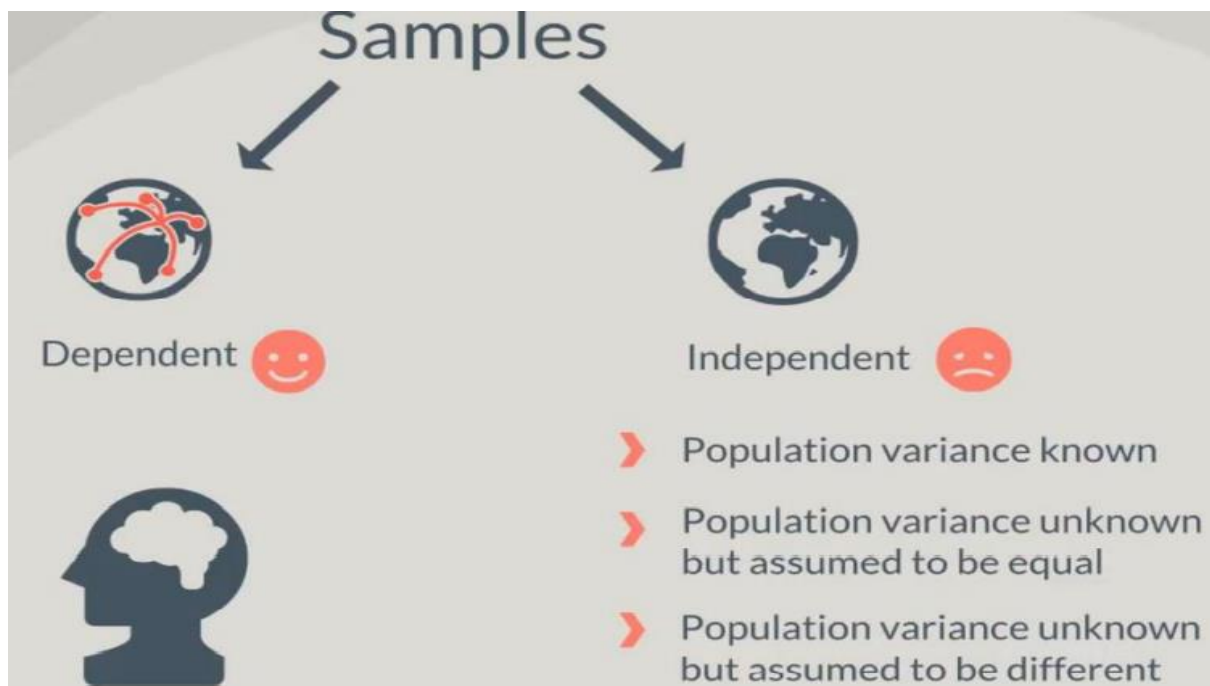 Samples
Dependent
Independent
Population variance known
Population variance unknown
but assumed to be equal
Population variance unknown
but assumed to be different